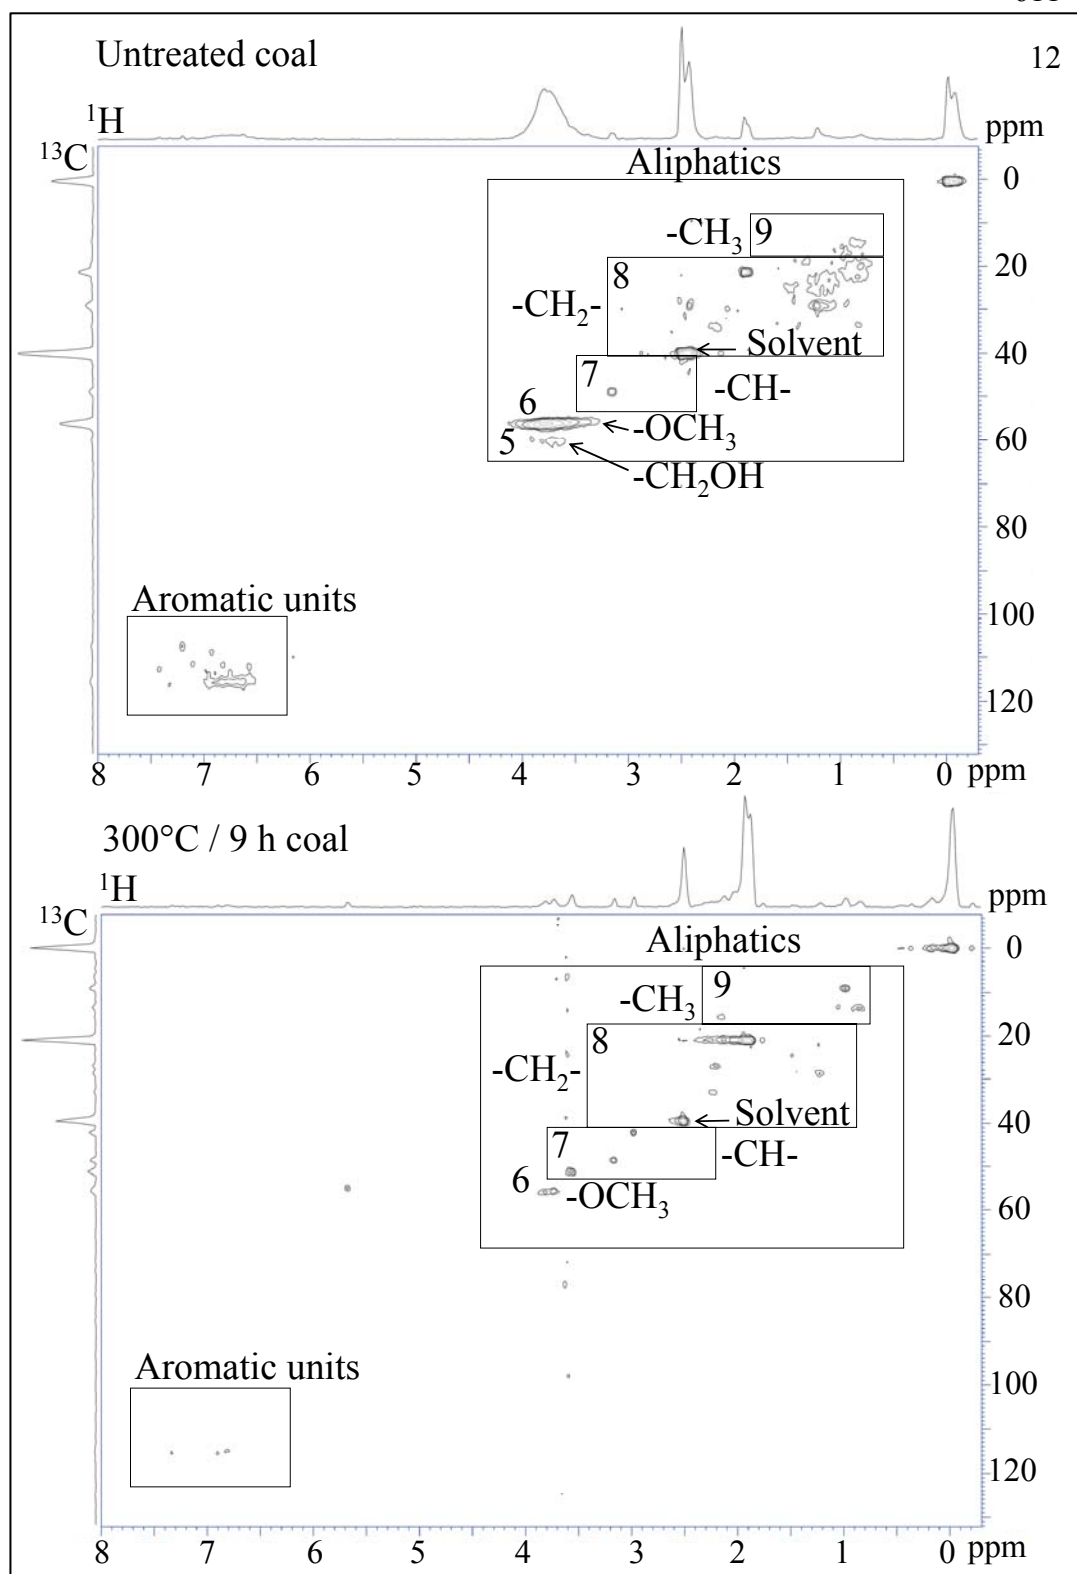 Untreated coal
12
¹H
ppm
¹³C
Aliphatics
0
-CH₃
9
20
8
-CH₂-
Solvent
40
7
-CH-
6
-OCH₃
5
60
-CH₂OH
80
Aromatic units
100
120
8 7 6 5 4 3 2 1 0 ppm
300°C / 9 h coal
¹H
ppm
¹³C
Aliphatics
0
-CH₃
9
20
8
-CH₂-
Solvent
40
7
-CH-
6
-OCH₃
60
80
Aromatic units
100
120
8 7 6 5 4 3 2 1 0 ppm